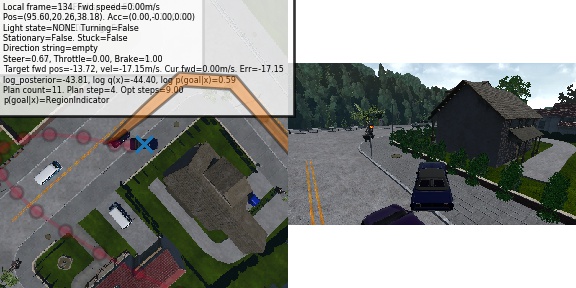 Local frame=134. Fwd speed=0.00m/s
Pos=(95.60,20.26,38.18). Acc=(0.00,-0.00,0.00)
Light state=NONE. Turning=False
Stationary=False. Stuck=False
Direction string=empty
Steer=0.67, Throttle=0.00, Brake=1.00
Target fwd pos=-13.72, vel=-17.15m/s. Cur fwd=0.00m/s. Err=-17.15
log_posterior=-43.81, log q(x)=-44.40, log p(goal|x)=0.59
Plan count=11. Plan step=4. Opt steps=9.00
p(goal|x)=RegionIndicator